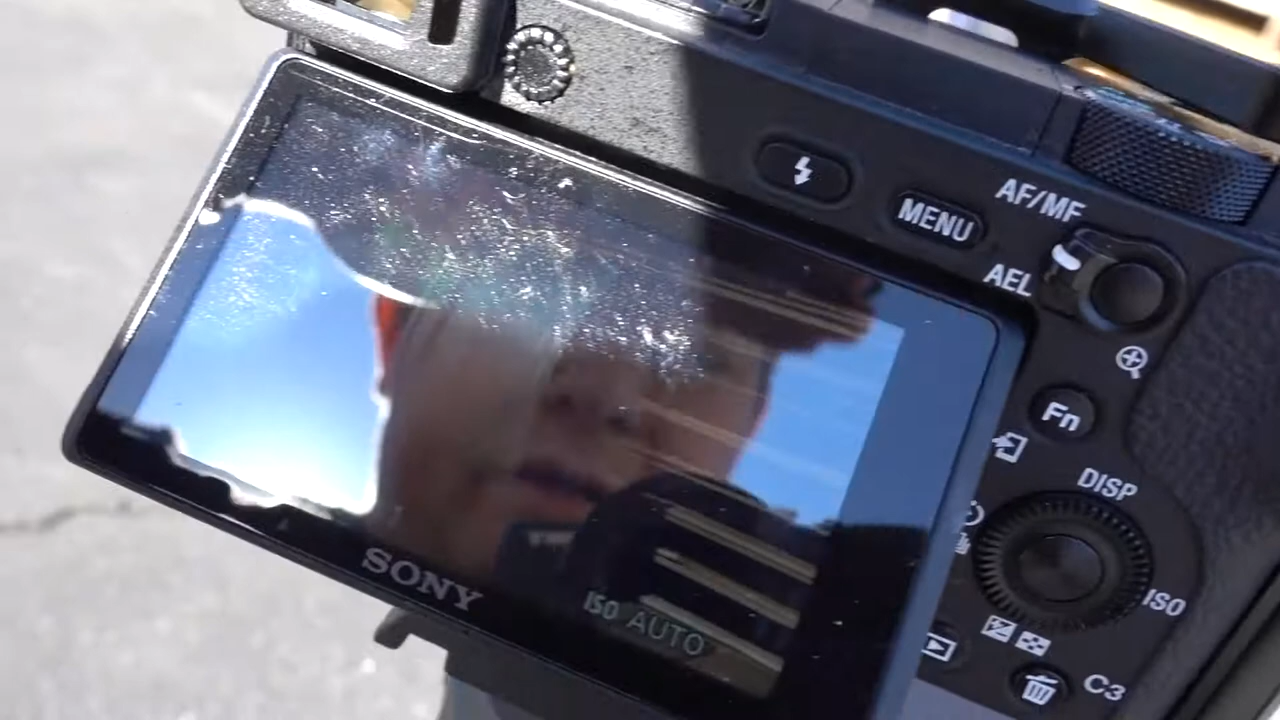 AF/MF
MENU
AEL
Fn
DISP
SONY
ISO
ISO AUTO
C3